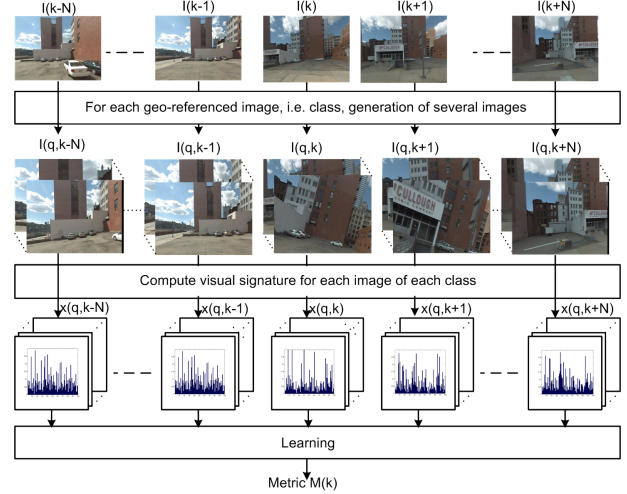 I(k-N) I(k-1) I(k) I(k+1) I(k+N)
For each geo-referenced image, i.e. class, generation of several images
I(q,k-N) I(q,k-1) I(q,k) I(q,k+1) I(q,k+N)
CULLOUGH
Compute visual signature for each image of each class
x(q,k-N) x(q,k-1) x(q,k) x(q,k+1) x(q,k+N)
Learning
Metric M(k)